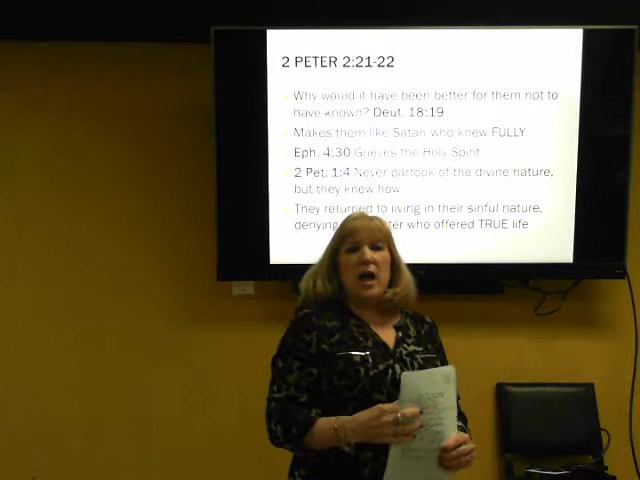 2 PETER 2:21-22
Why would it have been better for them not to
have known? Deut. 18:19
Makes them like Satan who knew FULLY
Eph. 4:30 Grieves the Holy Spirit
2 Pet. 1:4 Never partook of the divine nature,
but they knew how
They returned to living in their sinful nature,
denying who offered TRUE life